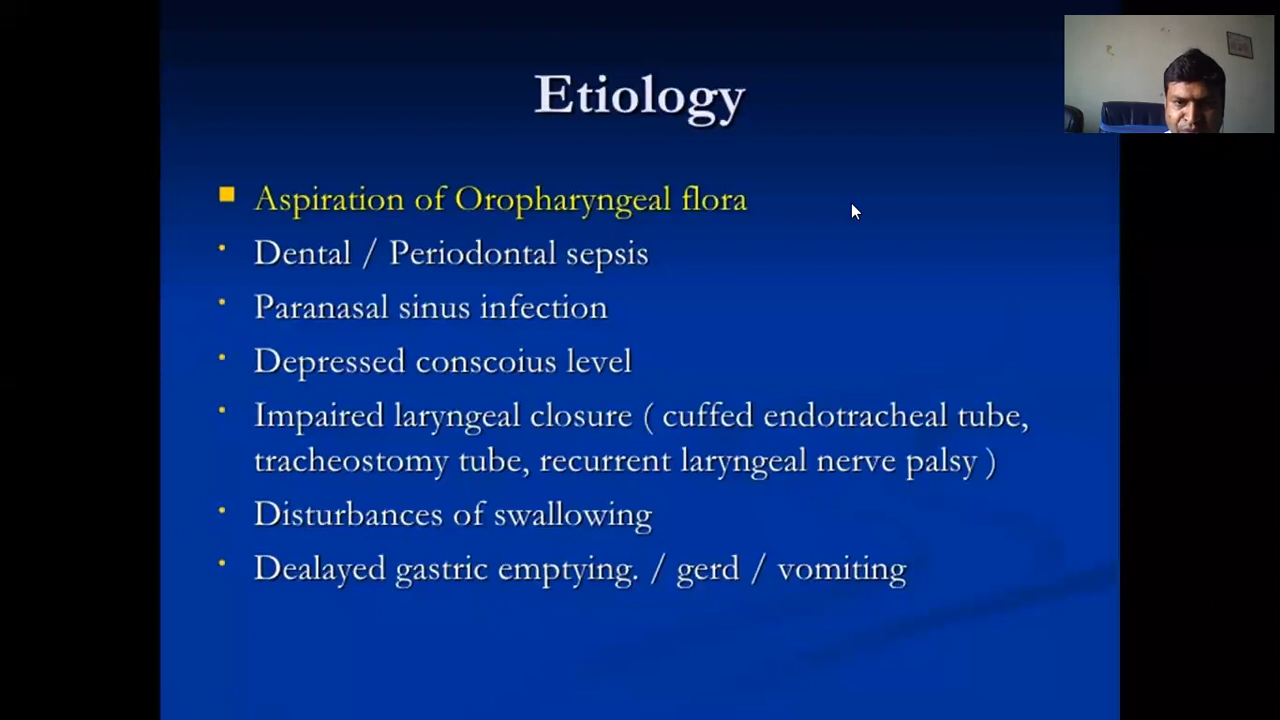 Etiology
Aspiration of Oropharyngeal flora
Dental / Periodontal sepsis
Paranasal sinus infection
Depressed conscoius level
Impaired laryngeal closure ( cuffed endotracheal tube,
tracheostomy tube, recurrent laryngeal nerve palsy )
Disturbances of swallowing
Dealayed gastric emptying. / gerd / vomiting